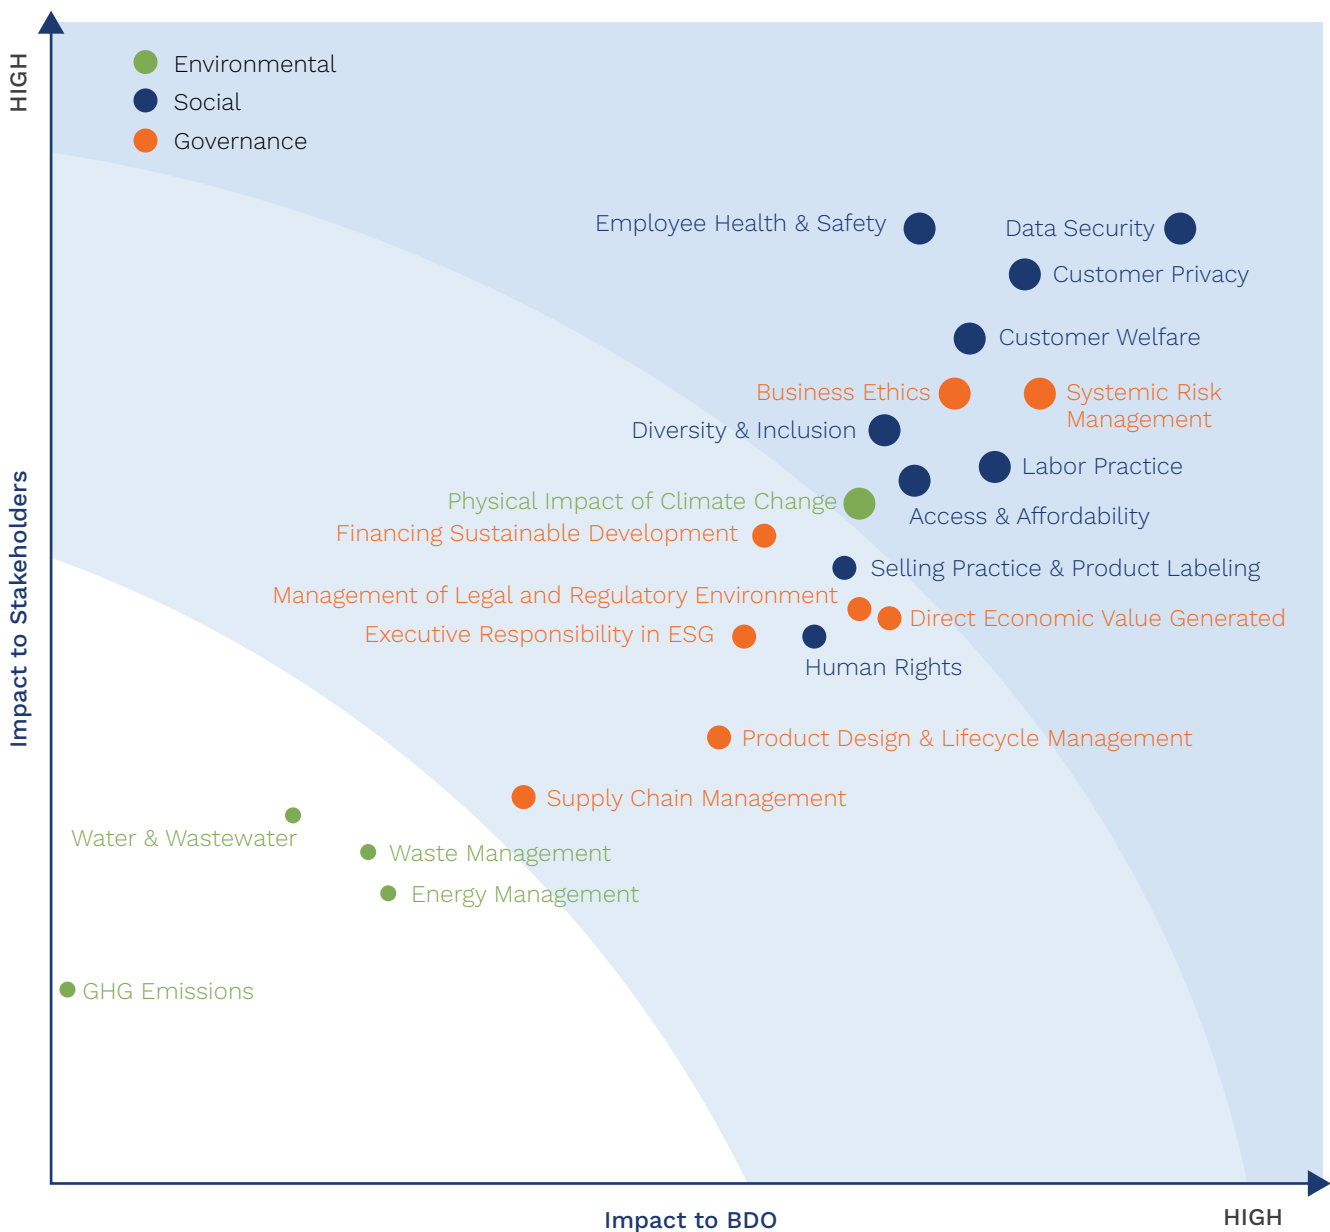 HIGH
Environmental
Social
Governance
Employee Health & Safety
Data Security
Customer Privacy
Customer Welfare
Business Ethics
Systemic Risk
Management
Diversity & Inclusion
Labor Practice
Physical Impact of Climate Change
Access & Affordability
Financing Sustainable Development
Selling Practice & Product Labeling
Management of Legal and Regulatory Environment
Direct Economic Value Generated
Executive Responsibility in ESG
Human Rights
Product Design & Lifecycle Management
Supply Chain Management
Water & Wastewater
Waste Management
Energy Management
GHG Emissions
Impact to Stakeholders
Impact to BDO
HIGH